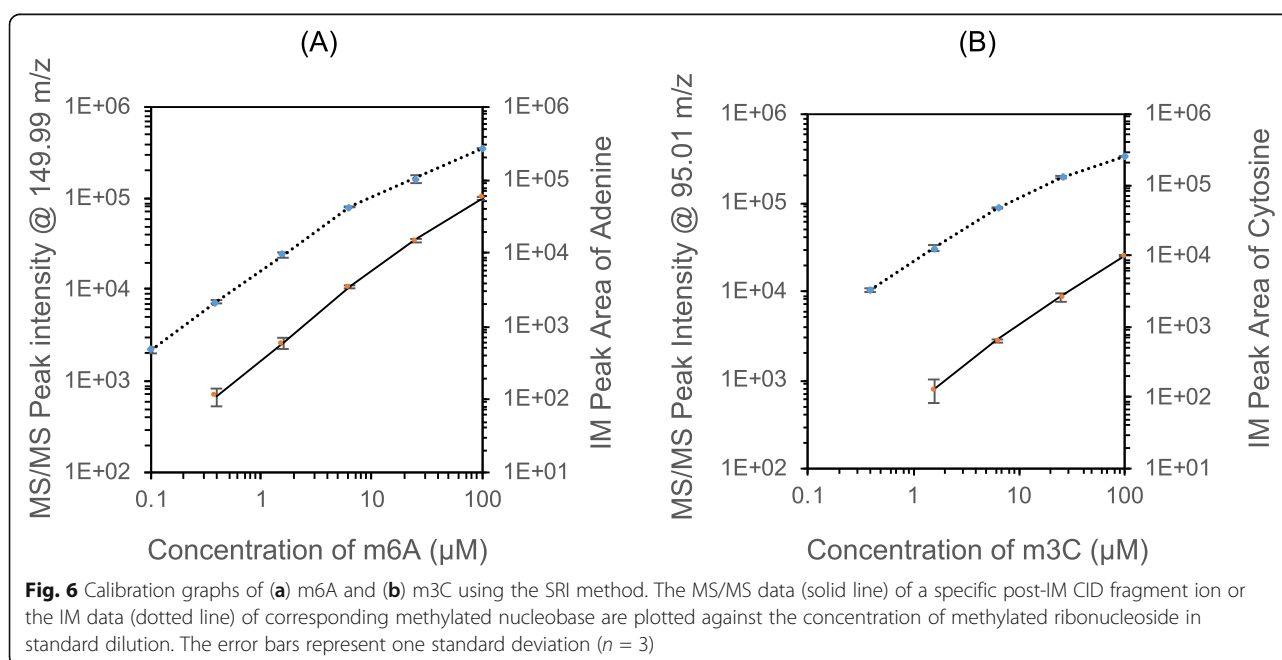 (A)
(B)
MS/MS Peak intensity @ 149.99 m/z
1E+06
1E+05
1E+04
1E+03
1E+02
0.1 1 10 100
1E+06
1E+05
1E+04
1E+03
1E+02
1E+01
IM Peak Area of Adenine
Concentration of m6A (µM)
MS/MS Peak Intensity @ 95.01 m/z
1E+06
1E+05
1E+04
1E+03
1E+02
0.1 1 10 100
1E+06
1E+05
1E+04
1E+03
1E+02
1E+01
IM Peak Area of Cytosine
Concentration of m3C (µM)
Fig. 6 Calibration graphs of (a) m6A and (b) m3C using the SRI method. The MS/MS data (solid line) of a specific post-IM CID fragment ion or
the IM data (dotted line) of corresponding methylated nucleobase are plotted against the concentration of methylated ribonucleoside in
standard dilution. The error bars represent one standard deviation (n = 3)